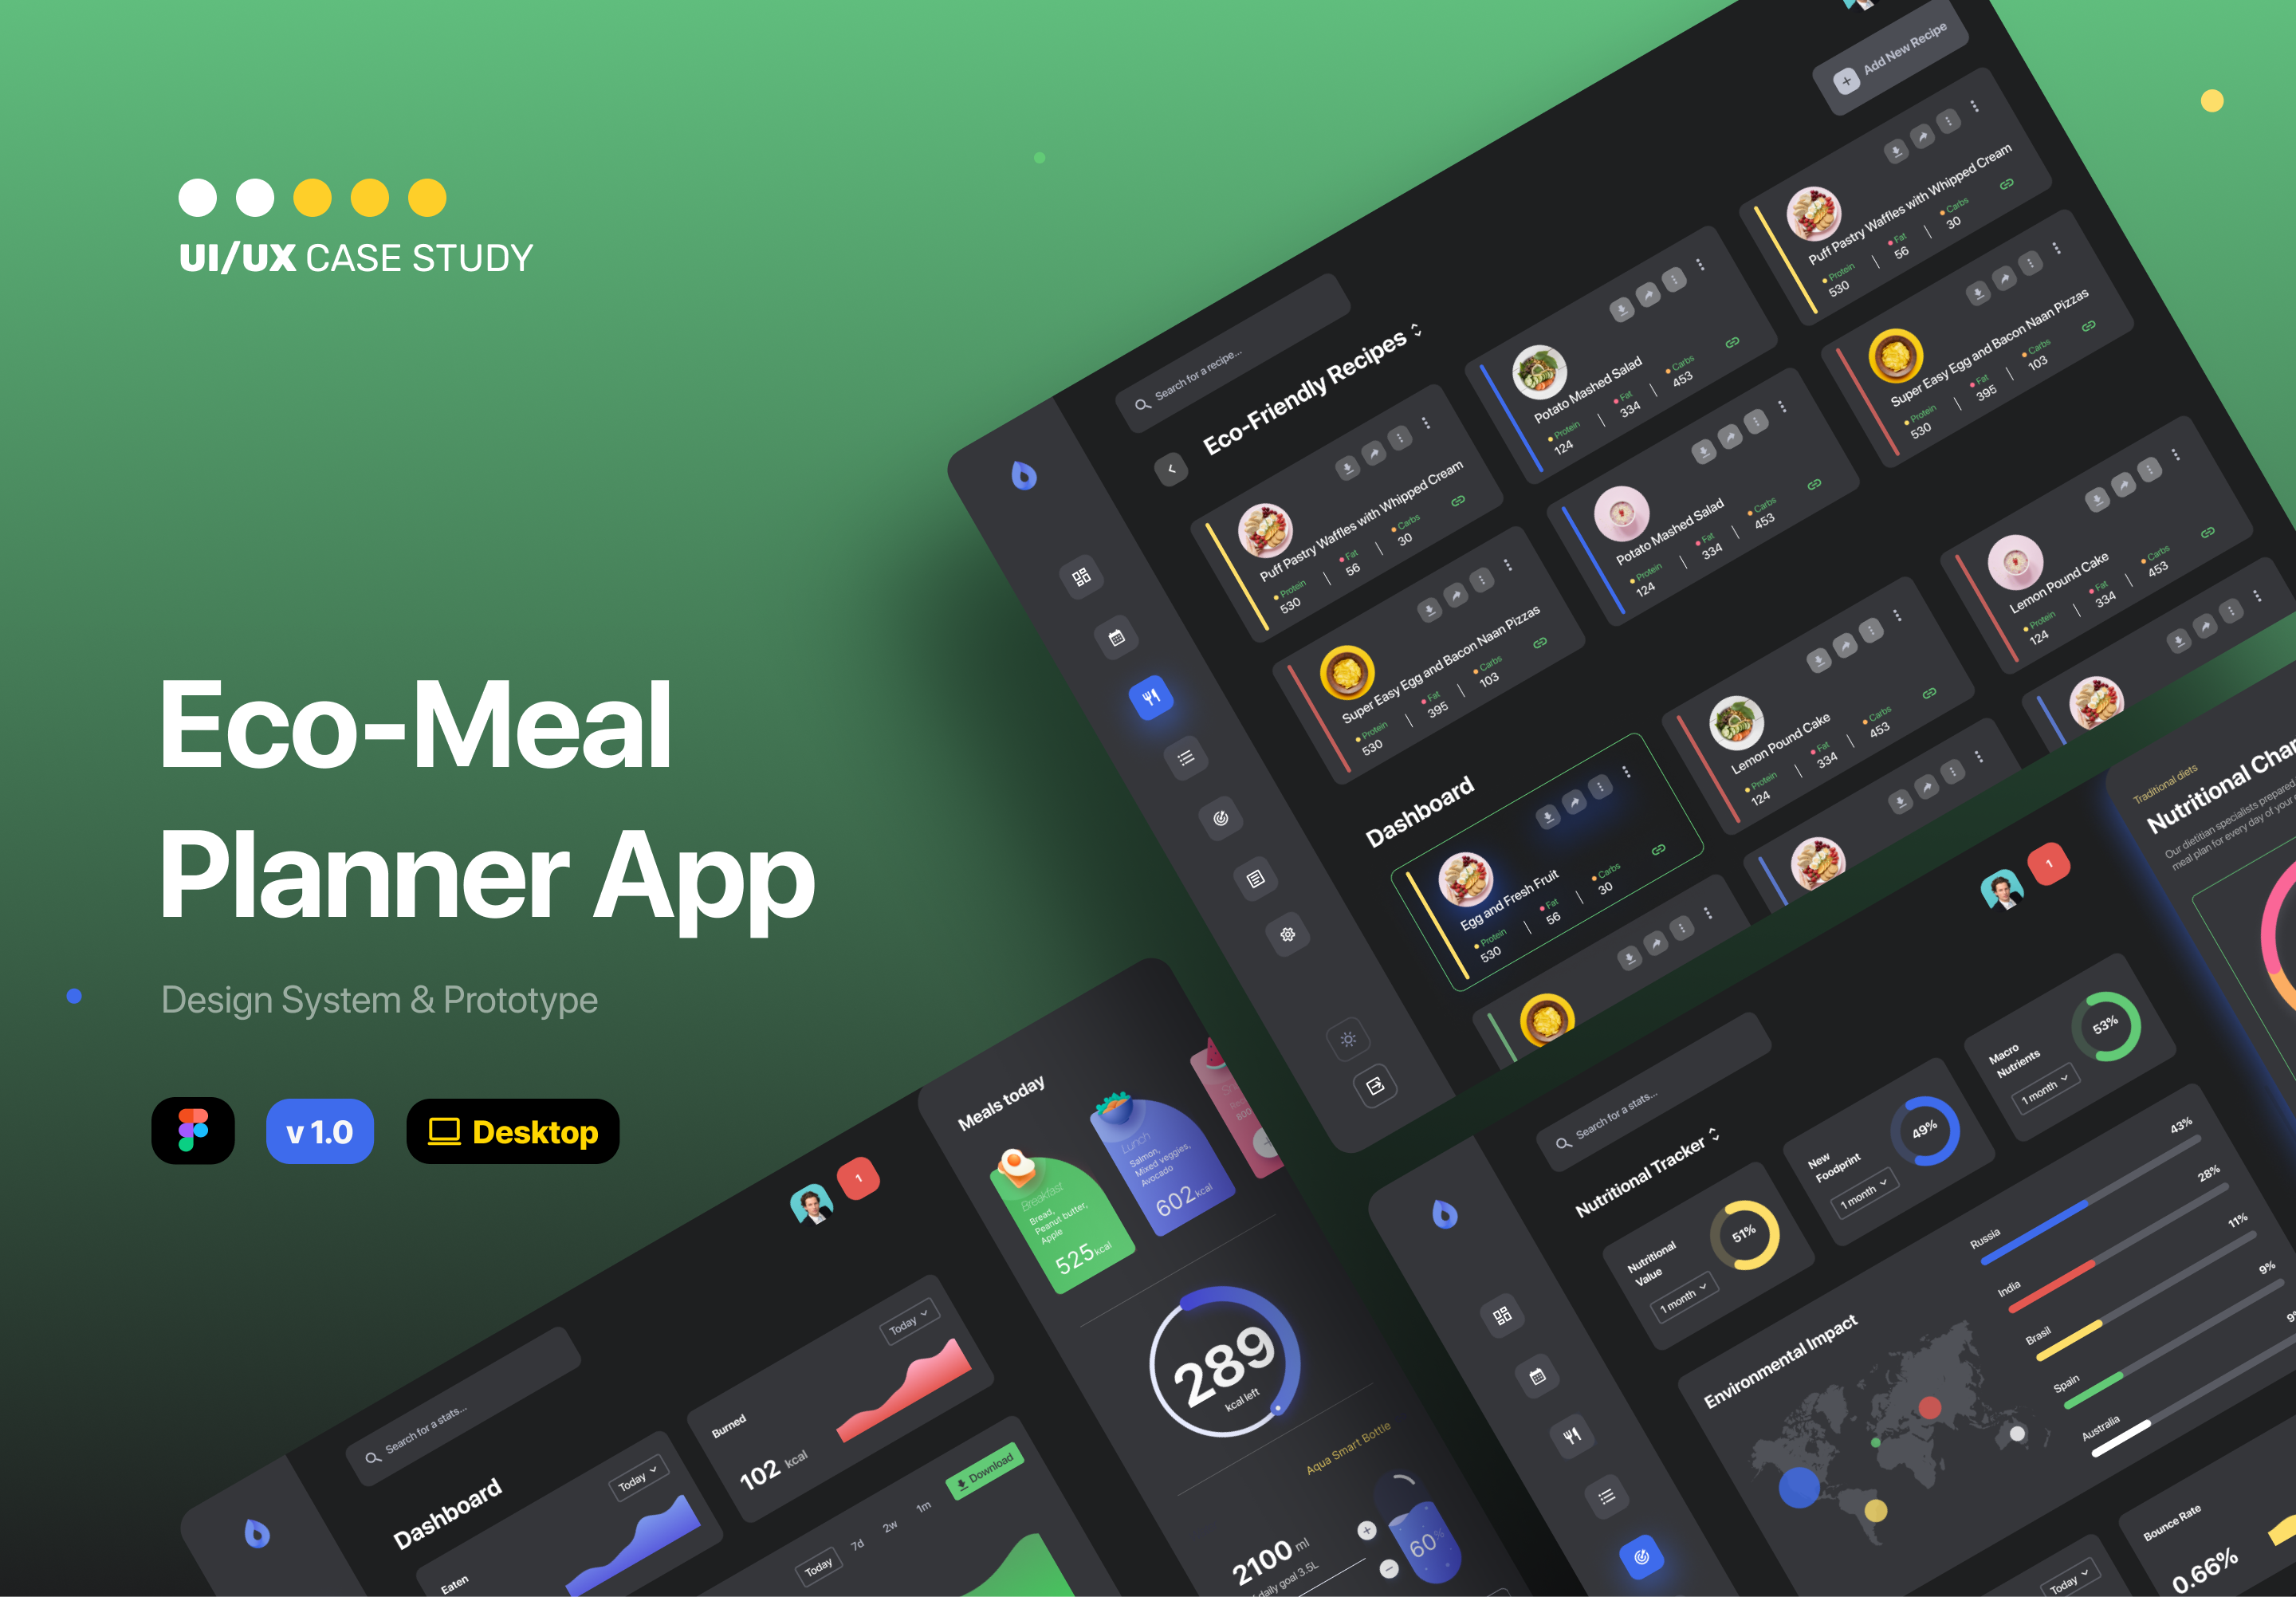 UI/UX CASE STUDY
Eco-Meal
Planner App
Design System & Prototype
v 1.0
Desktop
Add New Recipe
Search for a recipe...
Eco-Friendly Recipes
Puff Pastry Waffles with Whipped Cream
Protein Fat Carbs
530 56 30
Potato Mashed Salad
Protein Fat Carbs
124 334 453
Puff Pastry Waffles with Whipped Cream
Protein Fat Carbs
530 56 30
Super Easy Egg and Bacon Naan Pizzas
Protein Fat Carbs
530 395 103
Potato Mashed Salad
Protein Fat Carbs
124 334 453
Super Easy Egg and Bacon Naan Pizzas
Protein Fat Carbs
530 395 103
Dashboard
Egg and Fresh Fruit
Protein Fat Carbs
530 56 30
Lemon Pound Cake
Protein Fat Carbs
124 334 453
Lemon Pound Cake
Protein Fat Carbs
124 334 453
Search for a stats...
Dashboard
Eaten
Today
Burned
Today
102 kcal
Today 7d 2w 1m
Download
1
Meals today
Breakfast
Bread,
Peanut butter,
Apple
525 kcal
Lunch
Salmon,
Mixed veggies,
Avocado
602 kcal
289
kcal left
Aqua Smart Bottle
2100 ml
daily goal 3.5L
60%
Search for a stats...
1
Nutritional Tracker
Nutritional
Value
1 month
51%
New
Foodprint
1 month
49%
Macro
Nutrients
1 month
53%
Environmental Impact
Russia 43%
India 28%
Brasil 11%
Spain 9%
Australia
Today
Bounce Rate
0.66%
Traditional diets
Nutritional Char
Our dietitian specialists prepared
meal plan for every day of your